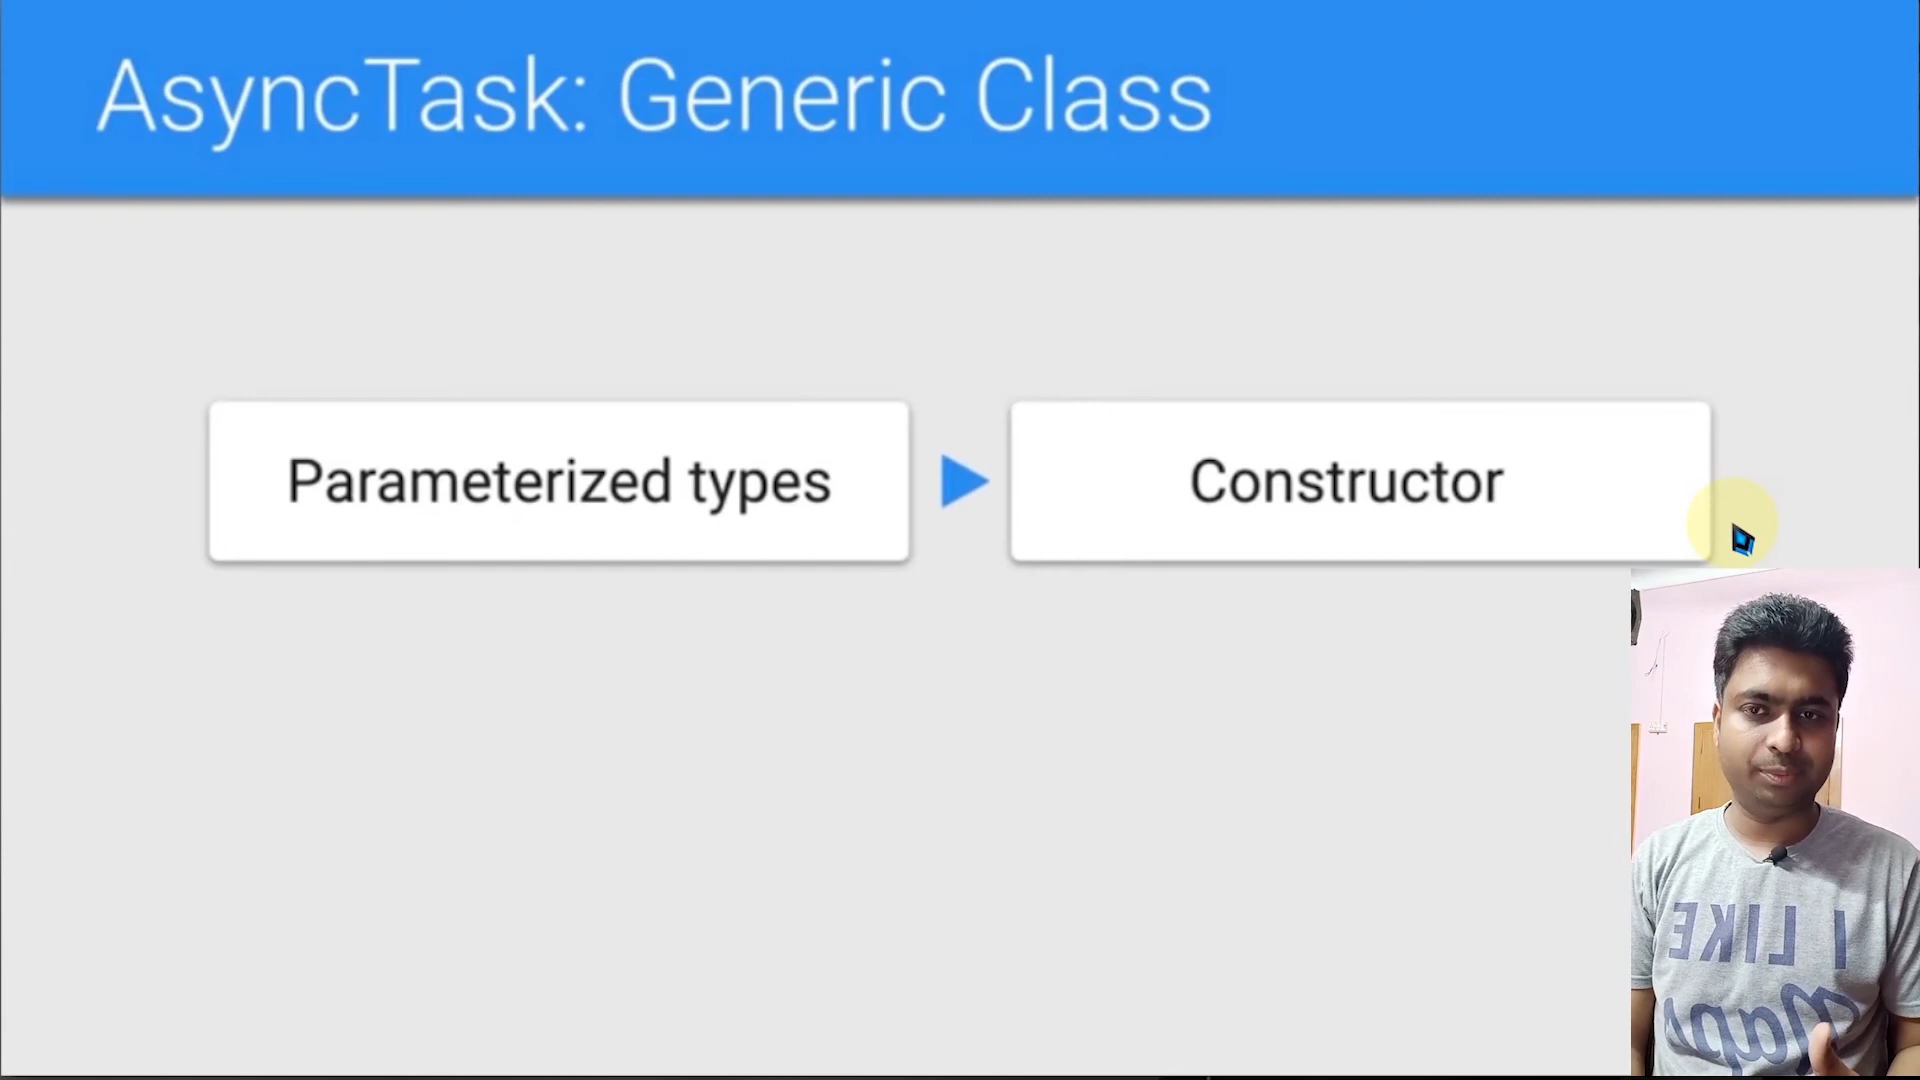 AsyncTask: Generic Class
Parameterized types
Constructor
I LIKE